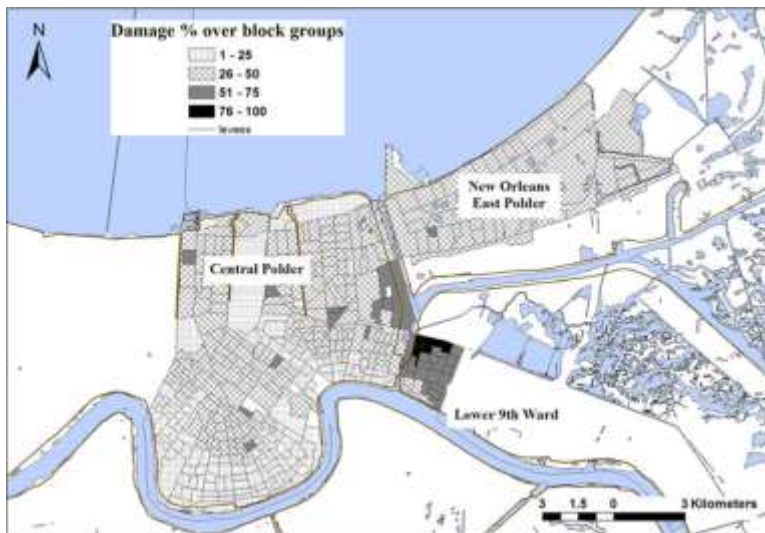 N
Damage % over block groups
1 - 25
26 - 50
51 - 75
76 - 100
levees
New Orleans
East Polder
Central Polder
Lower 9th Ward
3 1.5 0 3 Kilometers